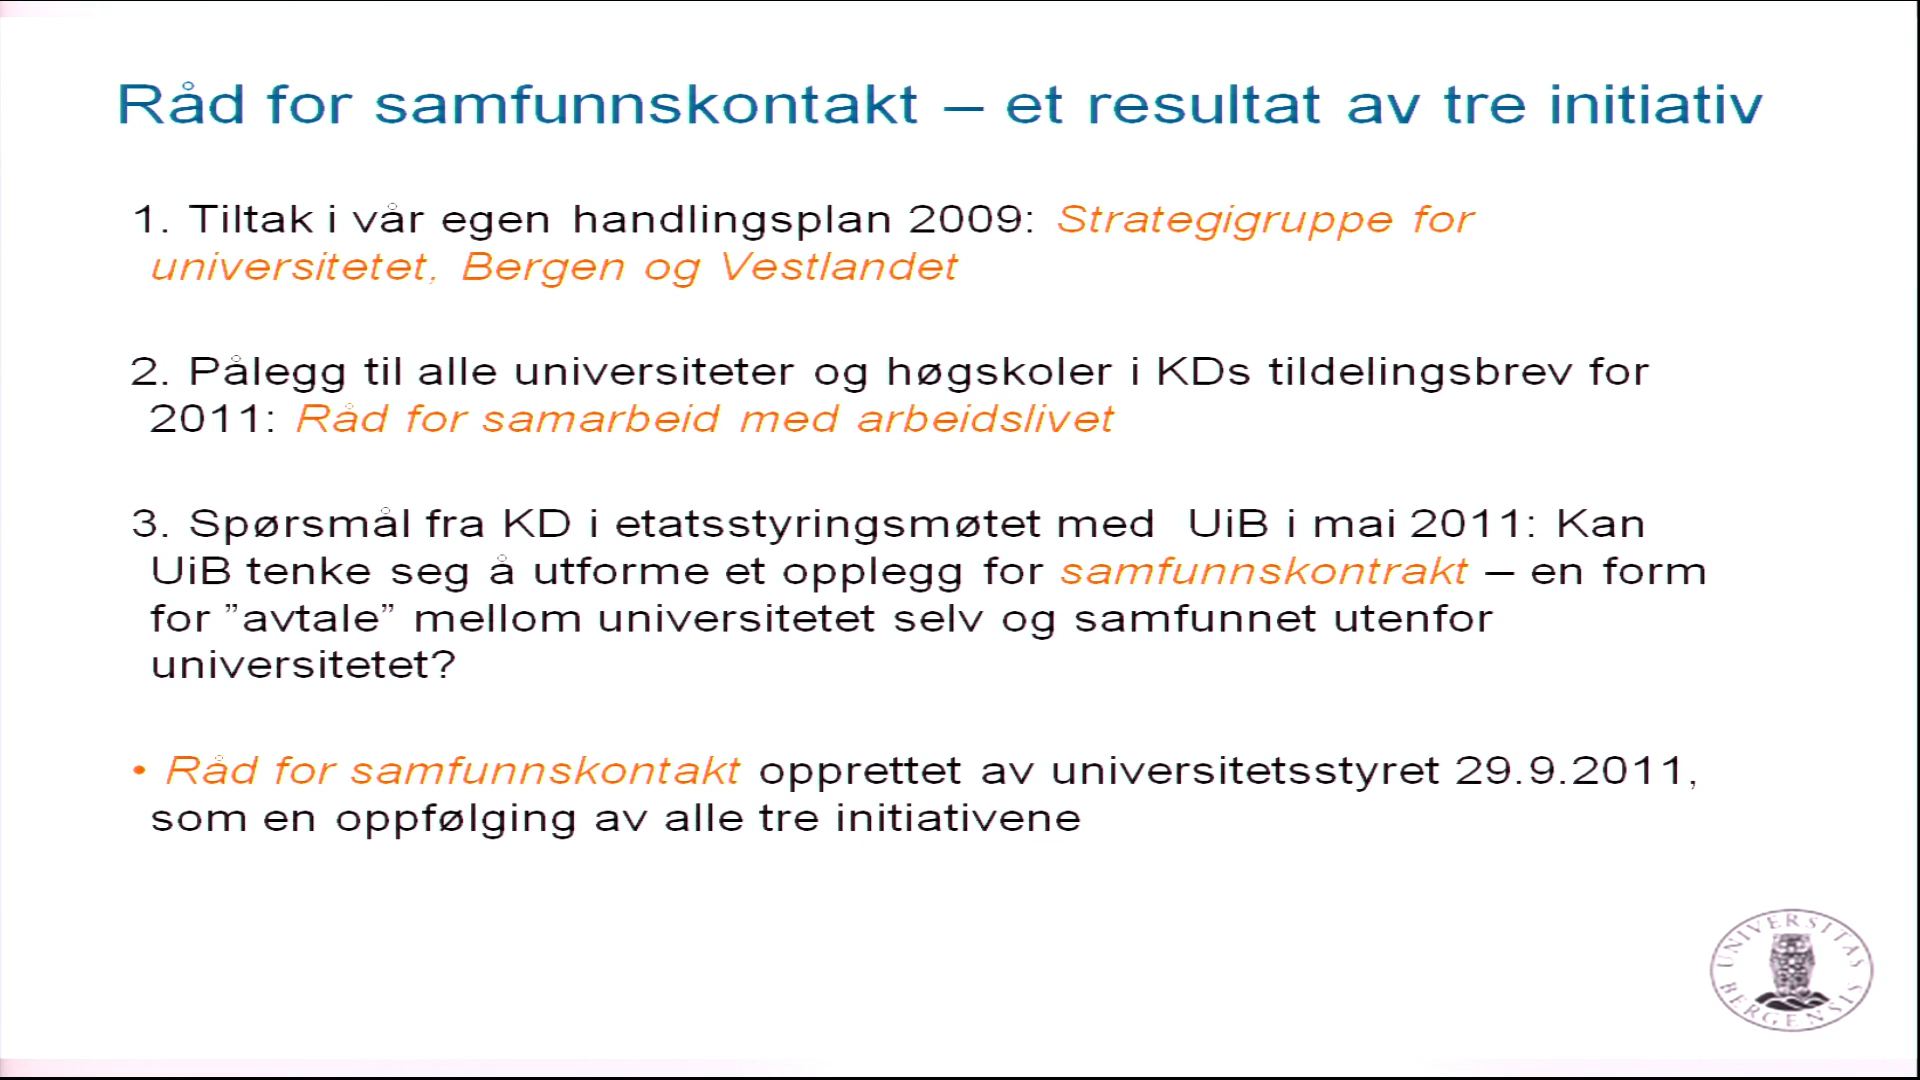 Råd for samfunnskontakt – et resultat av tre initiativ
1. Tiltak i vår egen handlingsplan 2009: Strategigruppe for
universitetet, Bergen og Vestlandet
2. Pålegg til alle universiteter og høgskoler i KDs tildelingsbrev for
2011: Råd for samarbeid med arbeidslivet
3. Spørsmål fra KD i etatsstyringsmøtet med UiB i mai 2011: Kan
UiB tenke seg å utforme et opplegg for samfunnskontrakt – en form
for ”avtale” mellom universitetet selv og samfunnet utenfor
universitetet?
• Råd for samfunnskontakt opprettet av universitetsstyret 29.9.2011,
som en oppfølging av alle tre initiativene
UNIVERSITAS
BERGENSIS